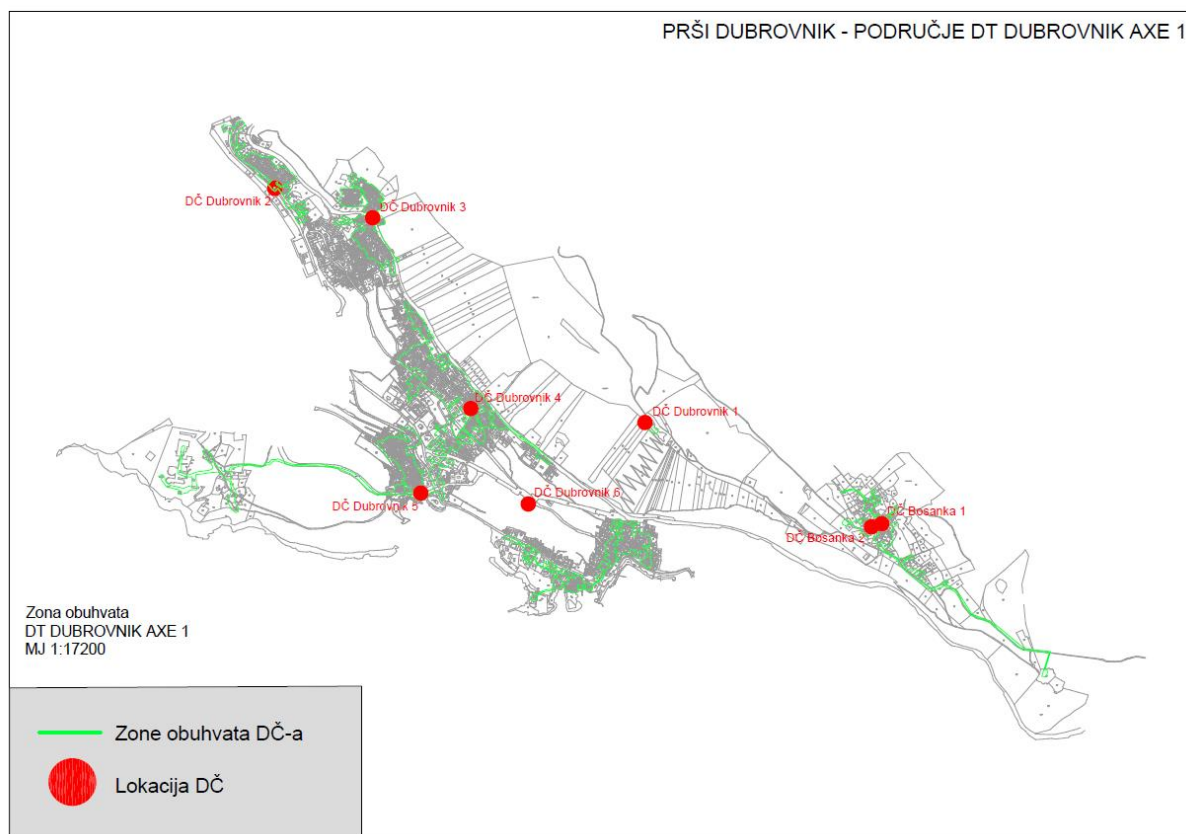 PRŠI DUBROVNIK - PODRUČJE DT DUBROVNIK AXE 1
DČ Dubrovnik 2
DČ Dubrovnik 3
DČ Dubrovnik 4
DČ Dubrovnik 1
DČ Dubrovnik 5
DČ Dubrovnik 6
DČ Bosanka 1
DČ Bosanka 2
Zona obuhvata
DT DUBROVNIK AXE 1
MJ 1:17200
Zone obuhvata DČ-a
Lokacija DČ